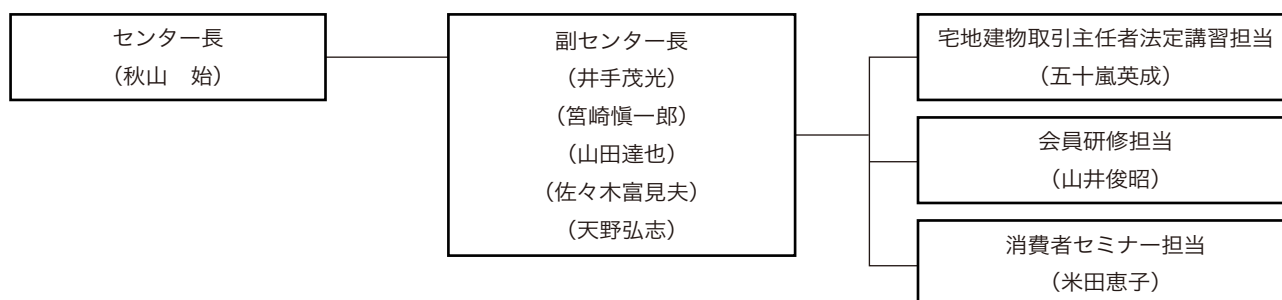 センター長
（秋山　始）
副センター長
（井手茂光）
（筥崎愼一郎）
（山田達也）
（佐々木富見夫）
（天野弘志）
宅地建物取引主任者法定講習担当
（五十嵐英成）
会員研修担当
（山井俊昭）
消費者セミナー担当
（米田恵子）